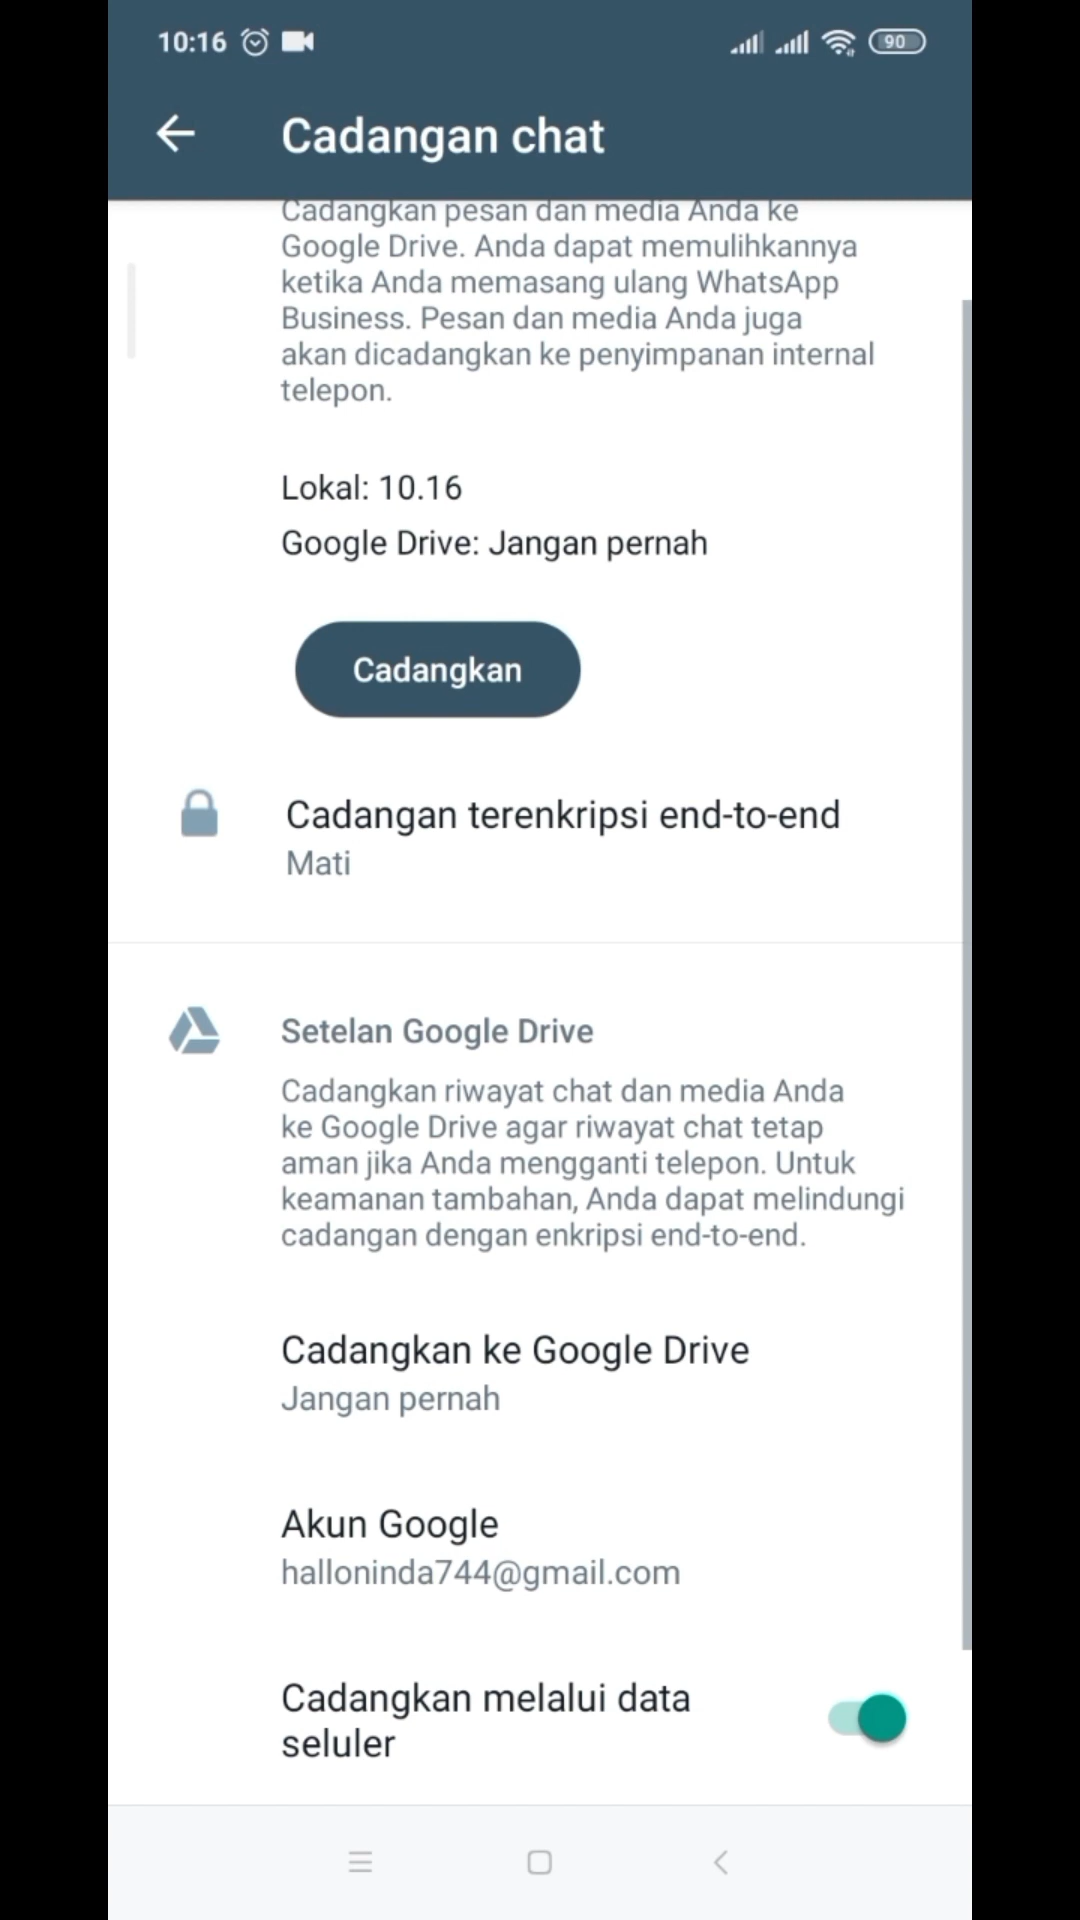 10:16
90
Cadangan chat
Cadangkan pesan dan media Anda ke
Google Drive. Anda dapat memulihkannya
ketika Anda memasang ulang WhatsApp
Business. Pesan dan media Anda juga
akan dicadangkan ke penyimpanan internal
telepon.
Lokal: 10.16
Google Drive: Jangan pernah
Cadangkan
Cadangan terenkripsi end-to-end
Mati
Setelan Google Drive
Cadangkan riwayat chat dan media Anda
ke Google Drive agar riwayat chat tetap
aman jika Anda mengganti telepon. Untuk
keamanan tambahan, Anda dapat melindungi
cadangan dengan enkripsi end-to-end.
Cadangkan ke Google Drive
Jangan pernah
Akun Google
halloninda744@gmail.com
Cadangkan melalui data
seluler